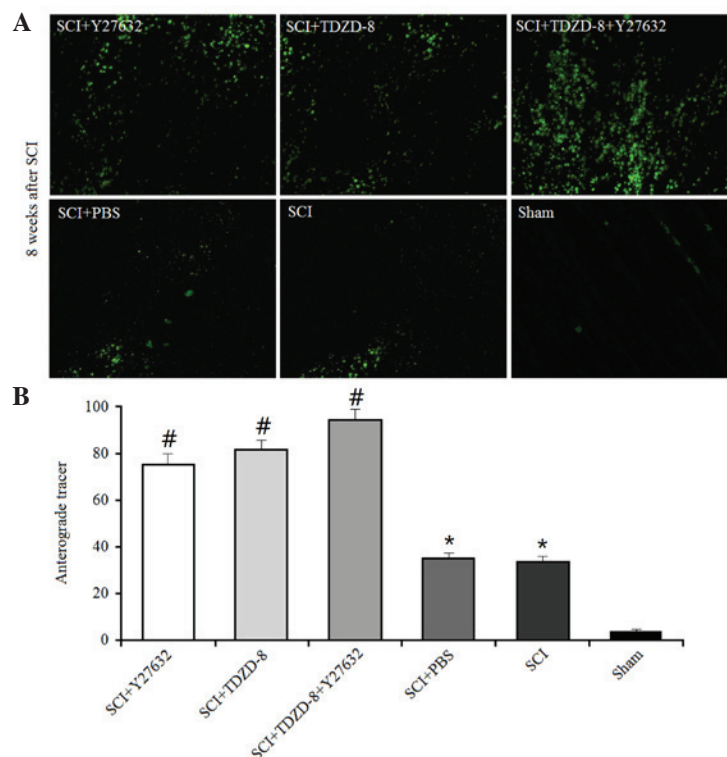 A
SCI+Y27632
SCI+TDZD-8
SCI+TDZD-8+Y27632
8 weeks after SCI
SCI+PBS
SCI
Sham
B
Anterograde tracer
100
80
60
40
20
0
#
#
#
*
*
SCI+Y27632
SCI+TDZD-8
SCI+TDZD-8+Y27632
SCI+PBS
SCI
Sham